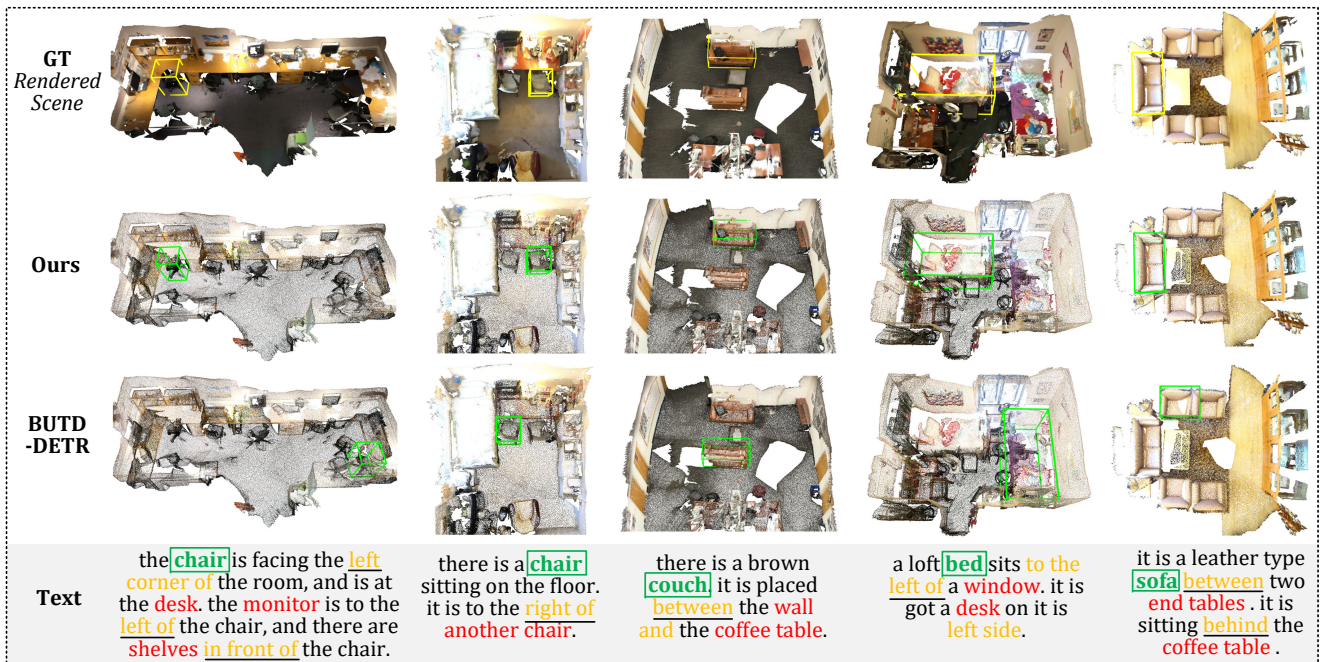 GT
Rendered
Scene
Ours
BUTD
-DETR
Text
the chair is facing the left
corner of the room, and is at
the desk. the monitor is to the
left of the chair, and there are
shelves in front of the chair.
there is a chair
sitting on the floor.
it is to the right of
another chair.
there is a brown
couch. it is placed
between the wall
and the coffee table.
a loft bed sits to the
left of a window. it is
got a desk on it is
left side.
it is a leather type
sofa between two
end tables . it is
sitting behind the
coffee table .